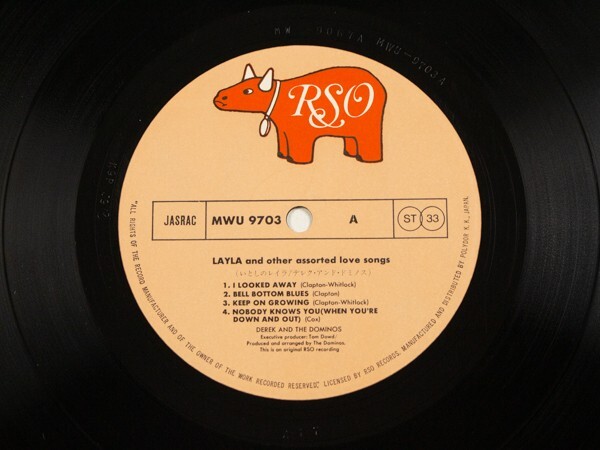 MWU-9703A
RSO
JASRAC
MWU 9703
A
ST 33
LAYLA and other assorted love songs
(いとしのレイラ/デレク・アンド・ドミノス)
1. I LOOKED AWAY (Clapton-Whitlock)
2. BELL BOTTOM BLUES (Clapton)
3. KEEP ON GROWING (Clapton-Whitlock)
4. NOBODY KNOWS YOU(WHEN YOU'RE
DOWN AND OUT) (Cox)
DEREK AND THE DOMINOS
Executive producer: Tom Dowd.
Produced and arranged by The Dominos.
This is an original RSO recording
"ALL RIGHTS OF THE RECORD MANUFACTURER AND OF THE OWNER OF THE WORK RECORDED RESERVED." LICENSED BY RSO RECORDS, MANUFACTURED AND DISTRIBUTED BY POLYDOR K. K., JAPAN.